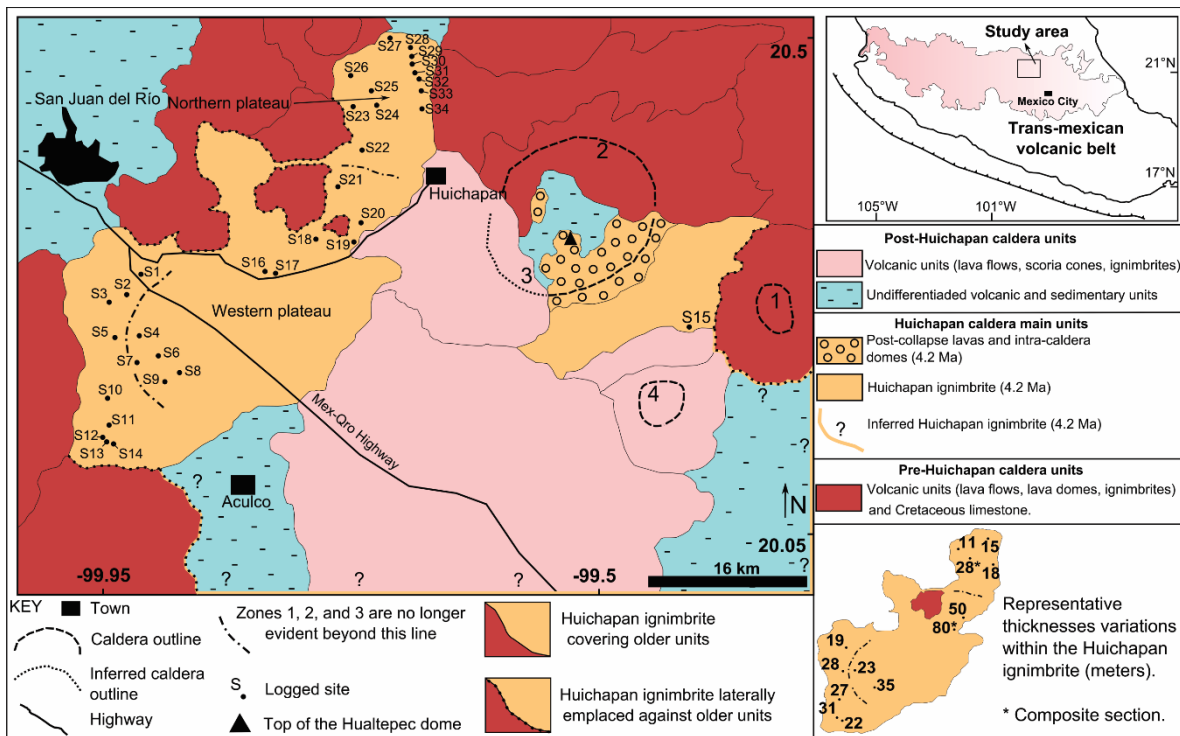 S27
S28
S29
S30
S31
S32
S33
S34
20.5
S26
S25
Northern plateau
S23
S24
San Juan del Río
S22
S21
Huichapan
2
S20
S18
S19
S16
S17
3
1
S1
S2
S3
Western plateau
S15
S4
S5
S6
S7
S8
S9
S10
4
S11
S12
S13
S14
Mex-Qro Highway
?
?
?
Aculco
N
20.05
-99.95
-99.5
16 km
?
?
?
?
Study area
21°N
Mexico City
Trans-mexican
volcanic belt
17°N
105°W
101°W
Post-Huichapan caldera units
Volcanic units (lava flows, scoria cones, ignimbrites)
Undifferentiaded volcanic and sedimentary units
Huichapan caldera main units
Post-collapse lavas and intra-caldera
domes (4.2 Ma)
Huichapan ignimbrite (4.2 Ma)
? Inferred Huichapan ignimbrite (4.2 Ma)
Pre-Huichapan caldera units
Volcanic units (lava flows, lava domes, ignimbrites)
and Cretaceous limestone.
11
15
28*
18
50
80*
19
28
23
27
35
31
22
Representative
thicknesses variations
within the Huichapan
ignimbrite (meters).
* Composite section.
KEY
Town
Caldera outline
Inferred caldera
outline
Highway
Zones 1, 2, and 3 are no longer
evident beyond this line
S
Logged site
Top of the Hualtepec dome
Huichapan ignimbrite
covering older units
Huichapan ignimbrite laterally
emplaced against older units